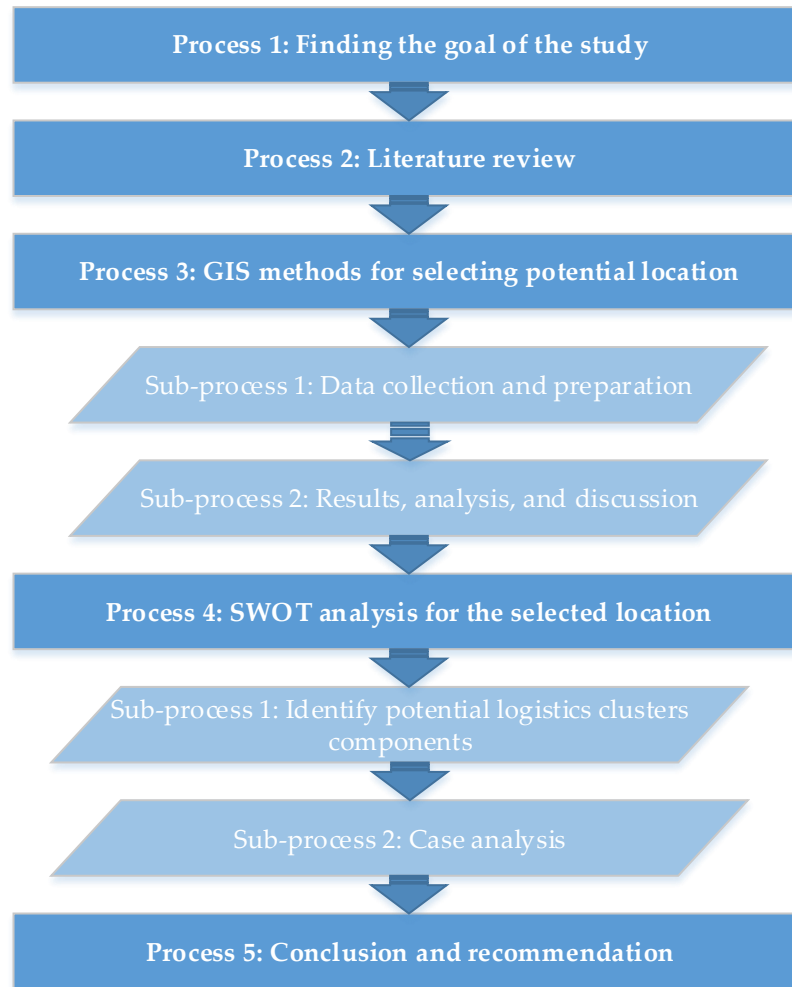 Process 1: Finding the goal of the study
Process 2: Literature review
Process 3: GIS methods for selecting potential location
Sub-process 1: Data collection and preparation
Sub-process 2: Results, analysis, and discussion
Process 4: SWOT analysis for the selected location
Sub-process 1: Identify potential logistics clusters
components
Sub-process 2: Case analysis
Process 5: Conclusion and recommendation